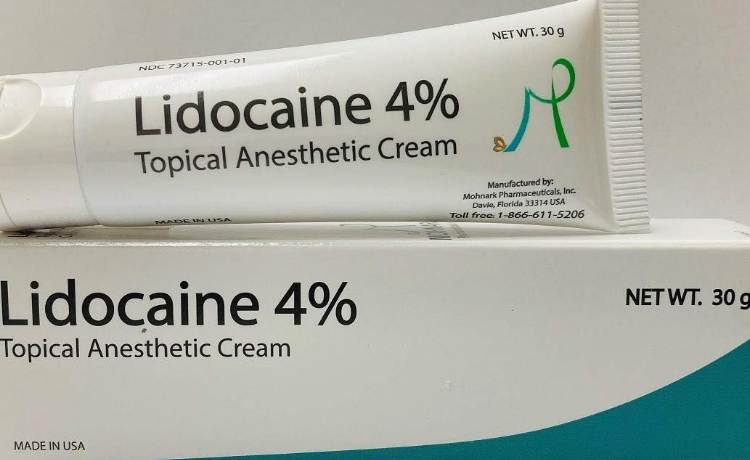 NET WT. 30 g
NDC 73715-001-01
Lidocaine 4%
Topical Anesthetic Cream
Manufactured by:
Mohnark Pharmaceuticals, Inc.
Davie, Florida 33314 USA
Toll free: 1-866-611-5206
MADE IN USA
Lidocaine 4%
NET WT. 30 g
Topical Anesthetic Cream
MADE IN USA